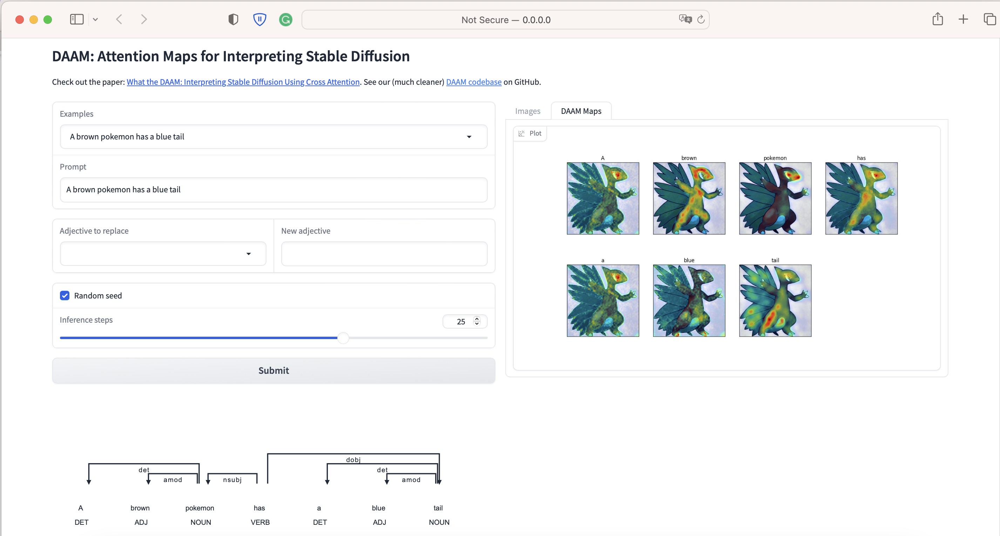 Not Secure — 0.0.0.0
DAAM: Attention Maps for Interpreting Stable Diffusion
Check out the paper: What the DAAM: Interpreting Stable Diffusion Using Cross Attention. See our (much cleaner) DAAM codebase on GitHub.
Examples
A brown pokemon has a blue tail
Prompt
A brown pokemon has a blue tail
Adjective to replace
New adjective
Random seed
Inference steps
25
Submit
Images
DAAM Maps
Plot
A brown pokemon has
a blue tail
dobj
det det
amod nsubj amod
A brown pokemon has a blue tail
DET ADJ NOUN VERB DET ADJ NOUN